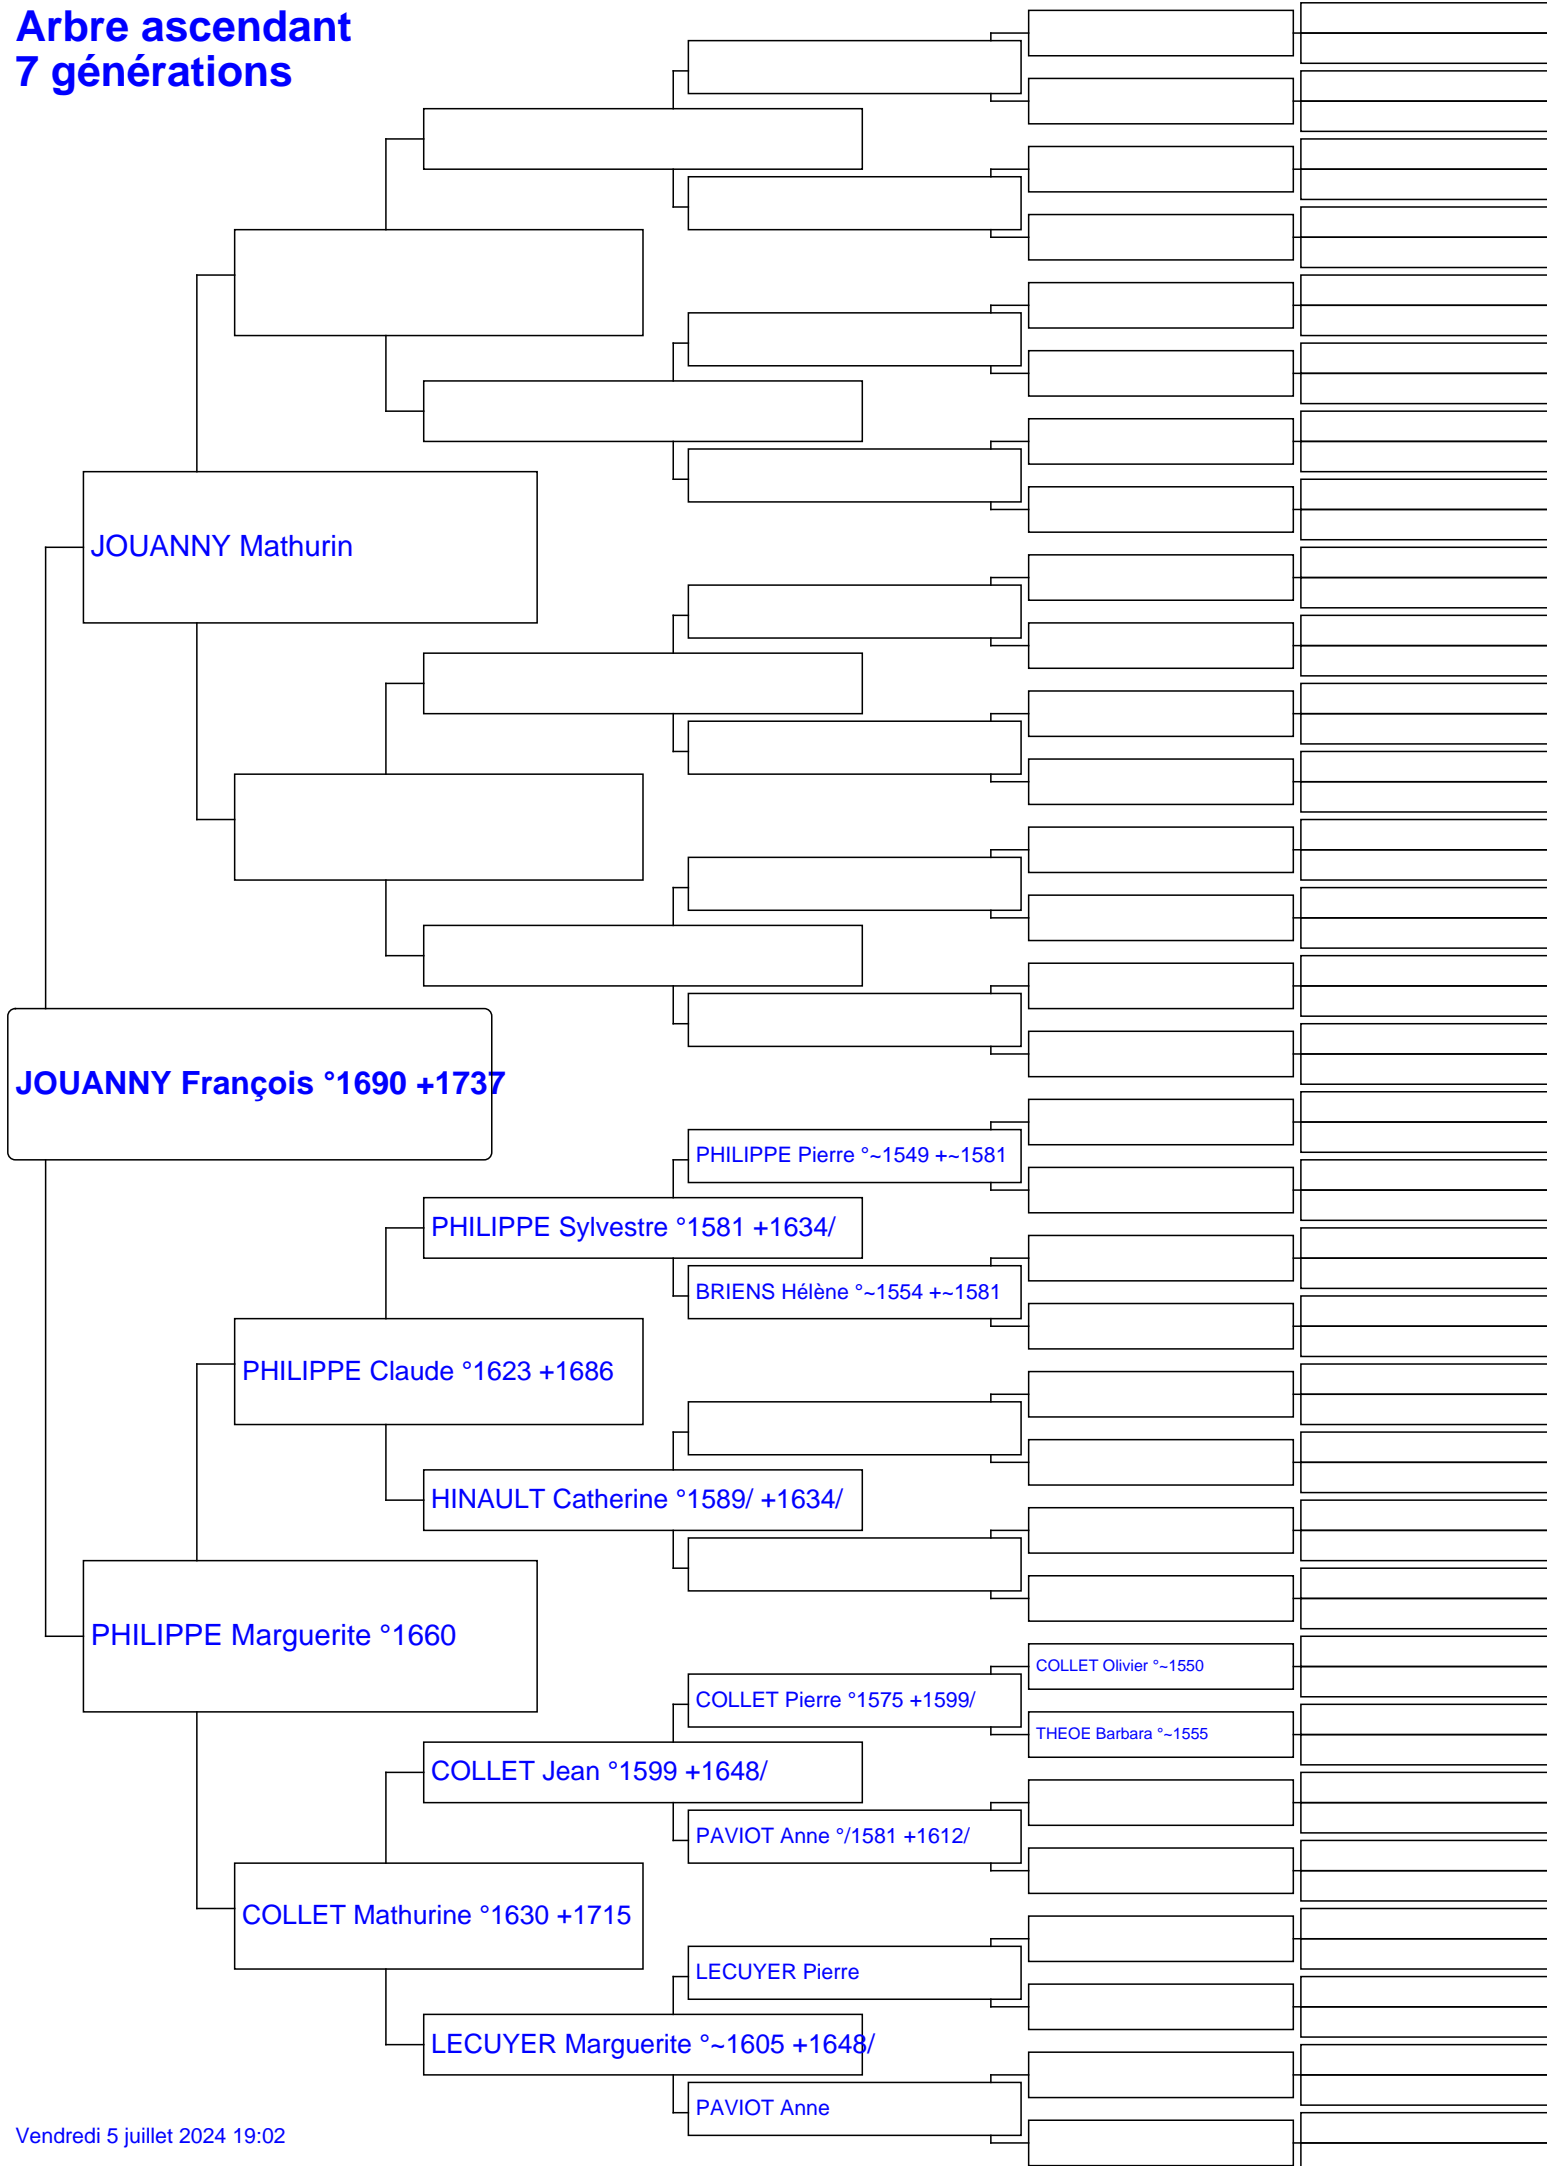 Arbre ascendant
7 générations
JOUANNY Mathurin
JOUANNY François °1690 +1737
PHILIPPE Pierre °~1549 +~1581
PHILIPPE Sylvestre °1581 +1634/
BRIENS Hélène °~1554 +~1581
PHILIPPE Claude °1623 +1686
HINAULT Catherine °1589/ +1634/
PHILIPPE Marguerite °1660
COLLET Olivier °~1550
COLLET Pierre °1575 +1599/
THEOE Barbara °~1555
COLLET Jean °1599 +1648/
PAVIOT Anne °/1581 +1612/
COLLET Mathurine °1630 +1715
LECUYER Pierre
LECUYER Marguerite °~1605 +1648/
PAVIOT Anne
Vendredi 5 juillet 2024 19:02